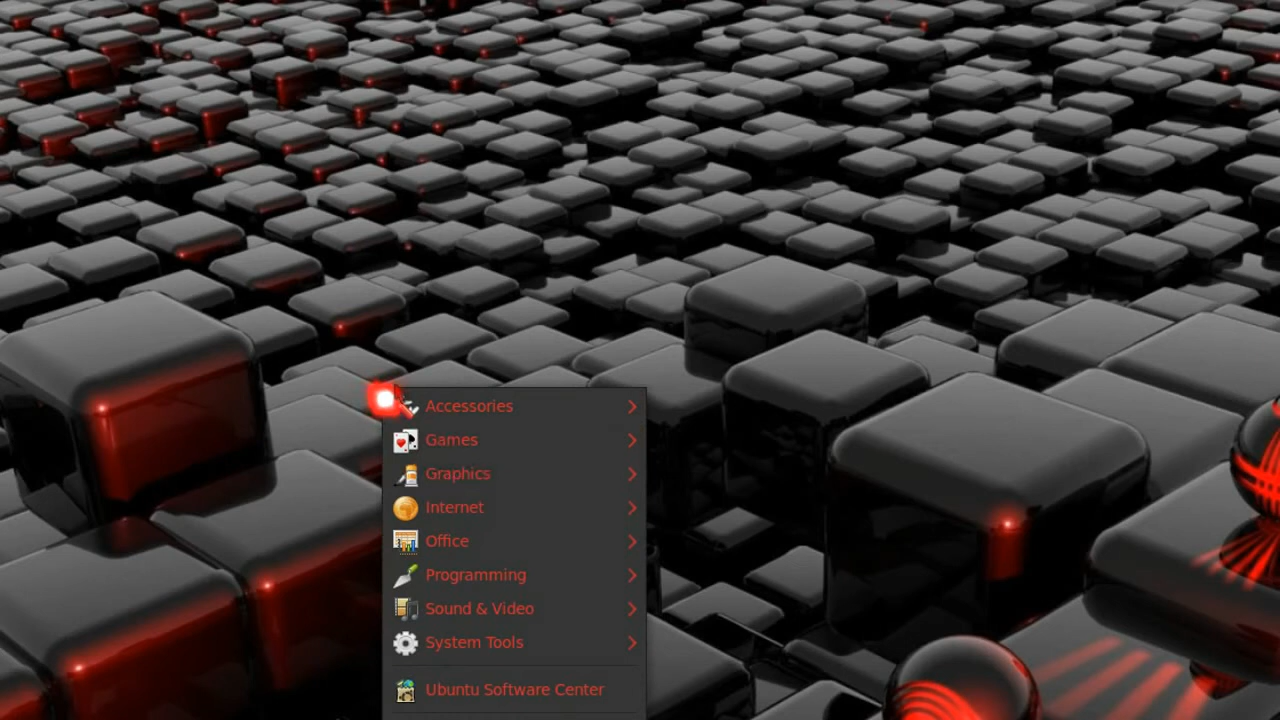 Accessories
Games
Graphics
Internet
Office
Programming
Sound & Video
System Tools
Ubuntu Software Center